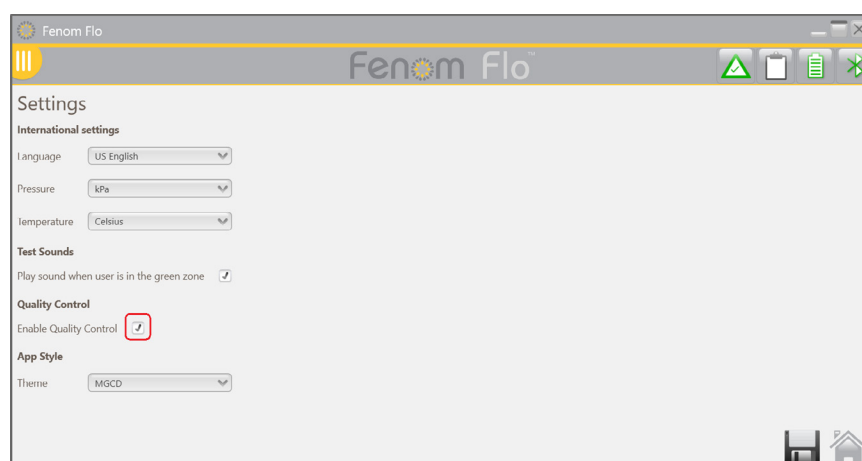 Fenom Flo
Fenom Flo™
Settings
International settings
Language US English
Pressure kPa
Temperature Celsius
Test Sounds
Play sound when user is in the green zone
Quality Control
Enable Quality Control
App Style
Theme MGCD